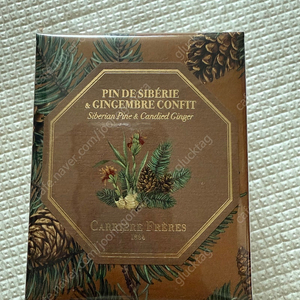 PIN DE SIBÉRIE
& GINGEMBRE CONFIT
Siberian Pine & Candied Ginger
CARRIÈRE FRÈRES
1884